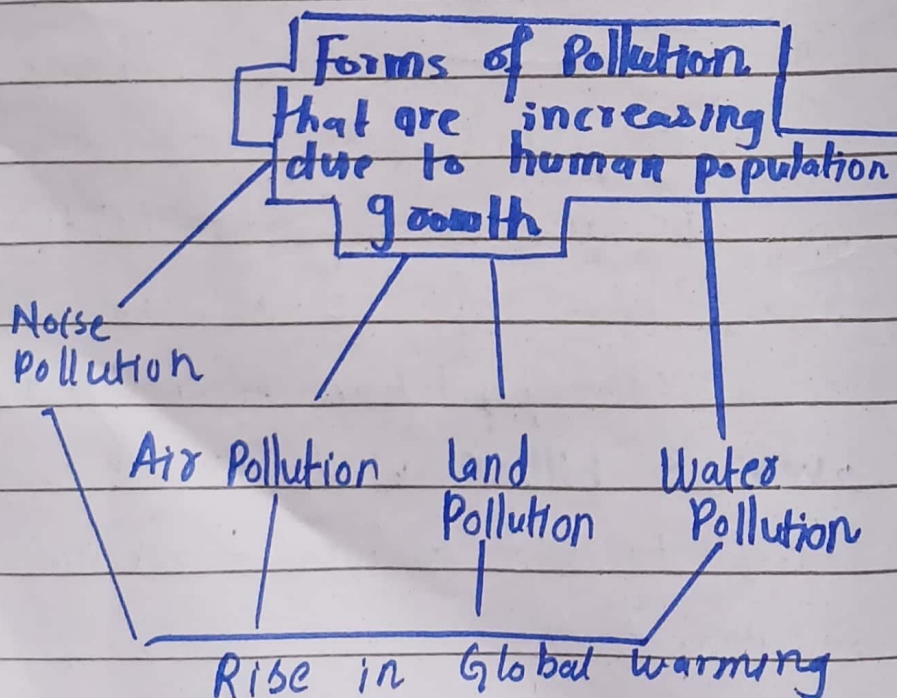 Forms of Pollution
that are increasing
due to human population
growth
Noise
Pollution
Air Pollution
Land
Pollution
Water
Pollution
Rise in Global Warming